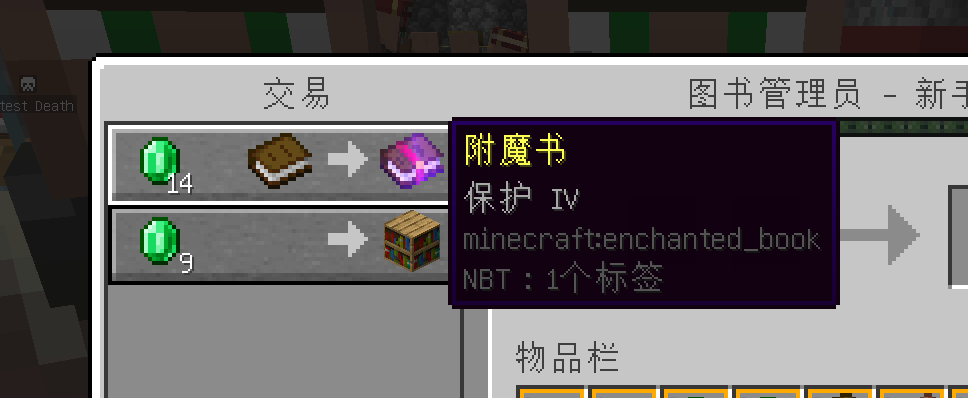 test Death
交易
图书管理员 - 新手
14
附魔书
保护 IV
minecraft:enchanted_book
NBT : 1个标签
9
物品栏